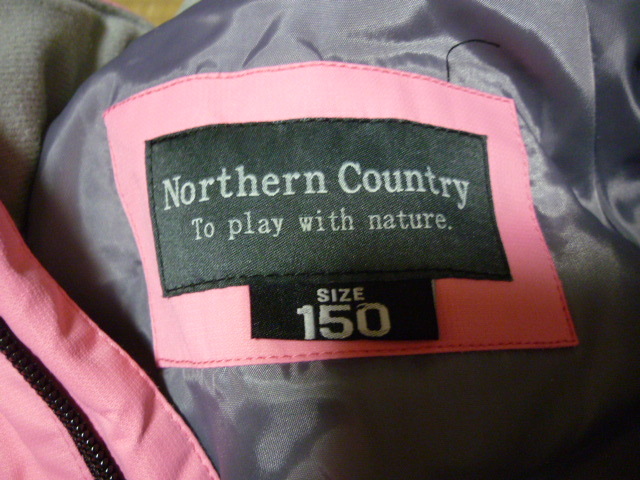 Northern Country
To play with nature.
SIZE
150